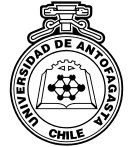 UNIVERSIDAD DE ANTOFAGASTA
CHILE